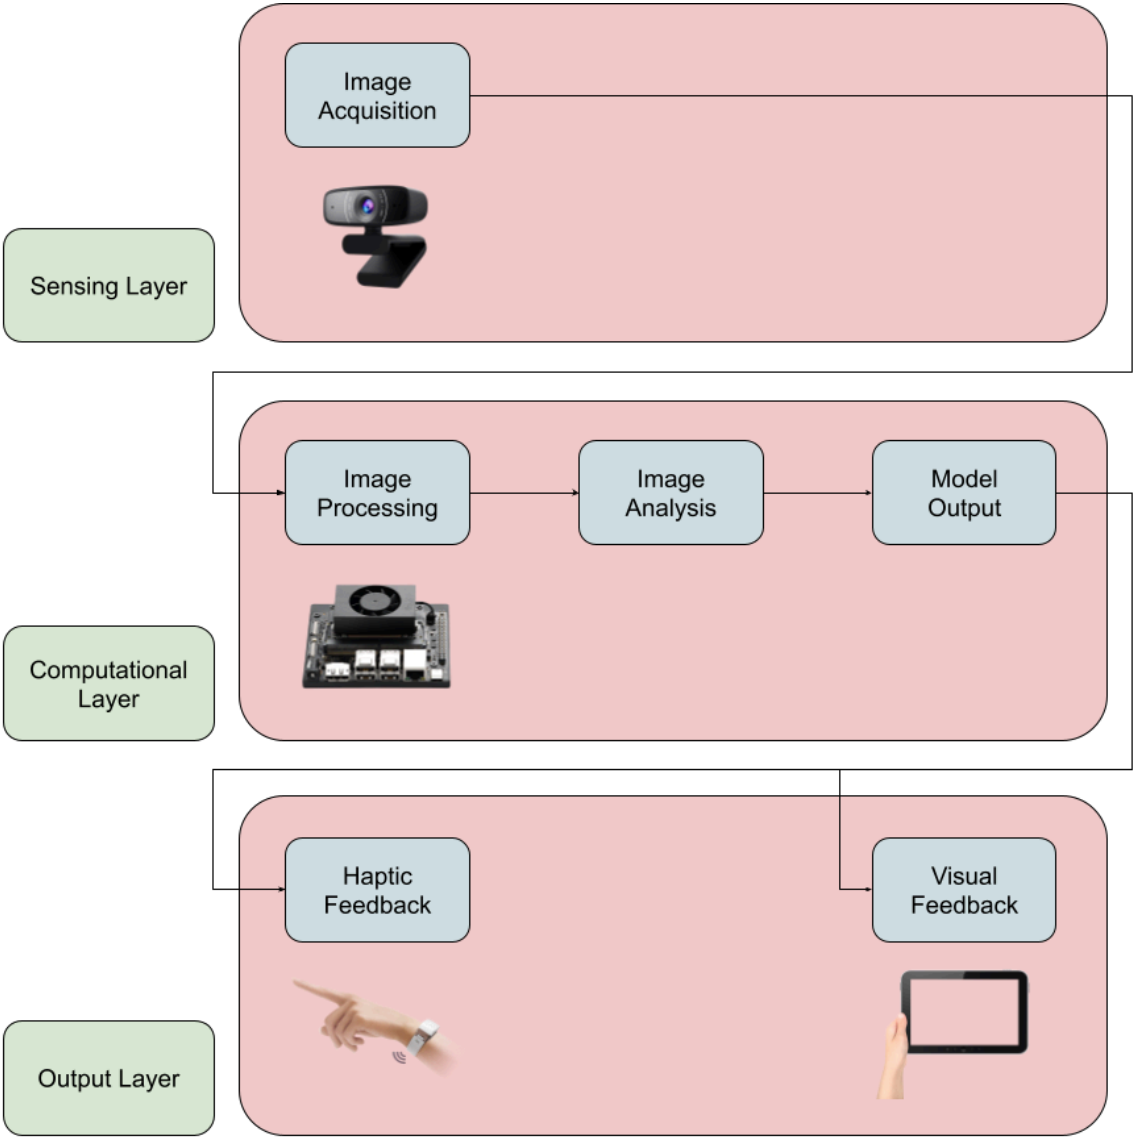 Image
Acquisition
Sensing Layer
Image
Processing
Image
Analysis
Model
Output
Computational
Layer
Haptic
Feedback
Visual
Feedback
Output Layer